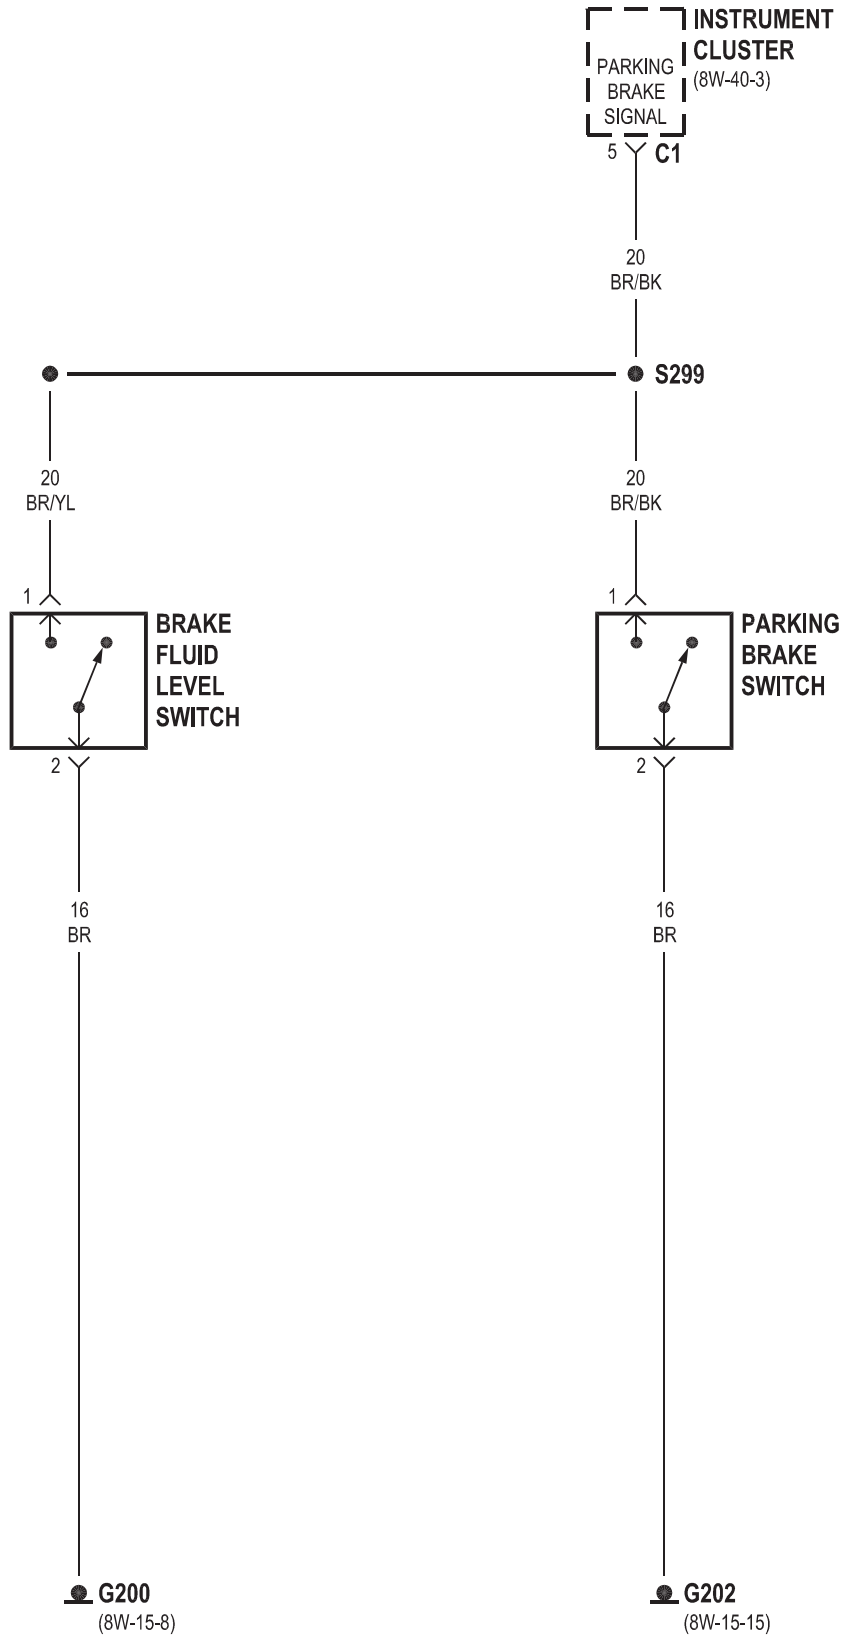 INSTRUMENT
CLUSTER
(8W-40-3)
PARKING
BRAKE
SIGNAL
5
C1
20
BR/BK
S299
20
BR/YL
20
BR/BK
1
BRAKE
FLUID
LEVEL
SWITCH
2
1
PARKING
BRAKE
SWITCH
2
16
BR
16
BR
G200
(8W-15-8)
G202
(8W-15-15)